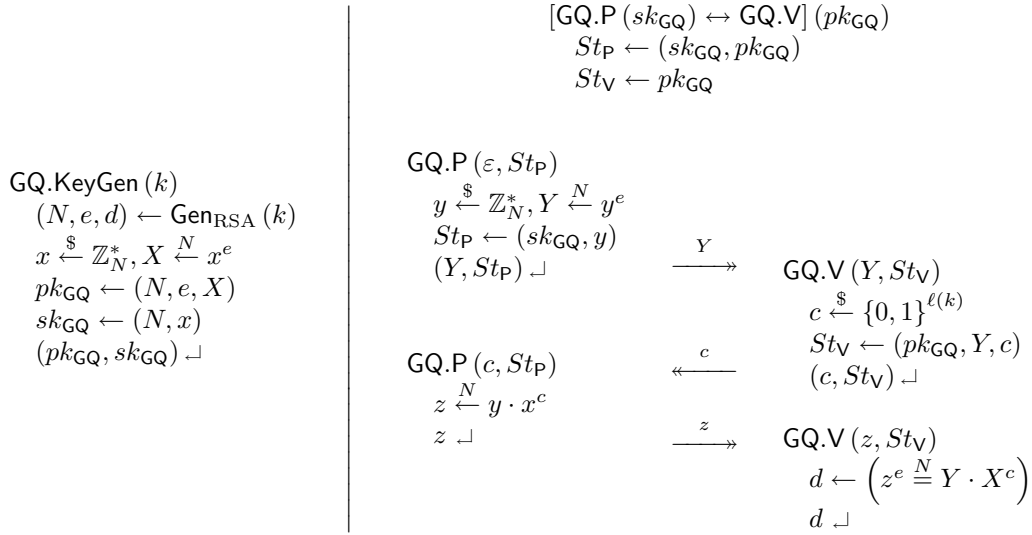 GQ.KeyGen (k)
(N, e, d) ← Gen_RSA (k)
x ←$ ℤ*_N, X ←N x^e
pk_GQ ← (N, e, X)
sk_GQ ← (N, x)
(pk_GQ, sk_GQ) ↵
[GQ.P (sk_GQ) ↔ GQ.V] (pk_GQ)
St_P ← (sk_GQ, pk_GQ)
St_V ← pk_GQ
GQ.P (ε, St_P)
y ←$ ℤ*_N, Y ←N y^e
St_P ← (sk_GQ, y)
(Y, St_P) ↵
Y
GQ.V (Y, St_V)
c ←$ {0, 1}^ℓ(k)
St_V ← (pk_GQ, Y, c)
(c, St_V) ↵
c
GQ.P (c, St_P)
z ←N y · x^c
z ↵
z
GQ.V (z, St_V)
d ← (z^e =N Y · X^c)
d ↵